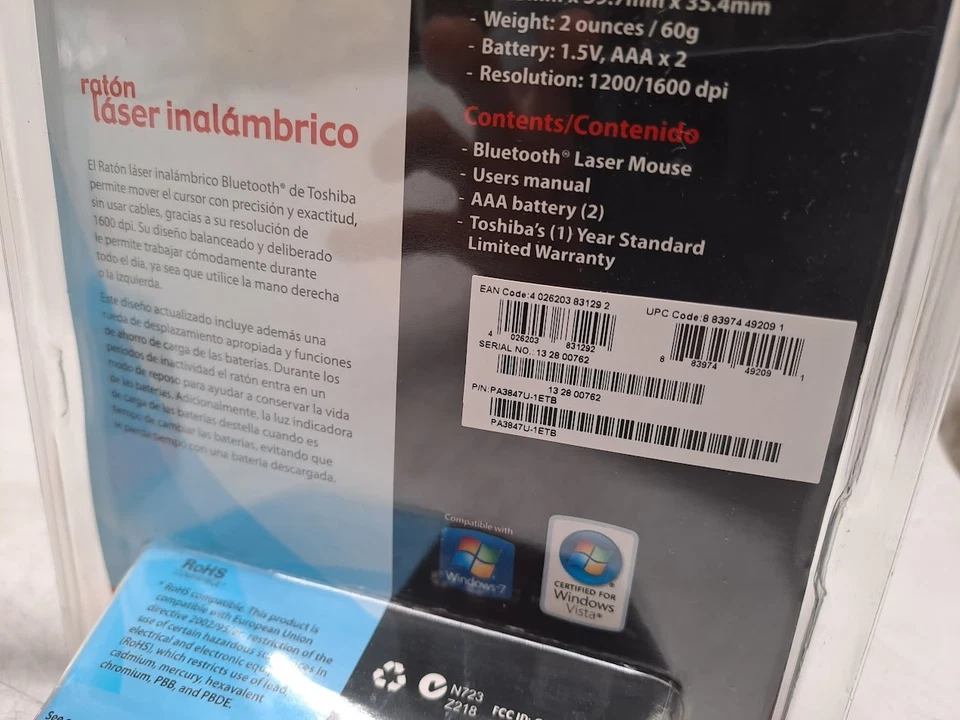 ratón
láser inalámbrico
El Ratón láser inalámbrico Bluetooth® de Toshiba
permite mover el cursor con precisión y exactitud,
sin usar cables, gracias a su resolución de
1600 dpi. Su diseño balanceado y deliberado
le permite trabajar cómodamente durante
todo el día, ya sea que utilice la mano derecha
o la izquierda.
Este diseño actualizado incluye además una
rueda de desplazamiento apropiada y funciones
de ahorro de carga de las baterías. Durante los
periodos de inactividad el ratón entra en un
modo de reposo para ayudar a conservar la vida
de las baterías. Adicionalmente, la luz indicadora
de carga de las baterías destella cuando es
tiempo de cambiar las baterías, evitando que
se pierda tiempo con una batería descargada.
x 35.4mm
- Weight: 2 ounces / 60g
- Battery: 1.5V, AAA x 2
- Resolution: 1200/1600 dpi
Contents/Contenido
- Bluetooth® Laser Mouse
- Users manual
- AAA battery (2)
- Toshiba's (1) Year Standard
Limited Warranty
EAN Code:4 026203 83129 2
UPC Code:8 83974 49209 1
4 026203 831292
8 83974 49209 1
SERIAL NO.: 13 28 00762
13 28 00762
P/N:PA3847U-1ETB
PA3847U-1ETB
Compatible with
Windows 7
CERTIFIED FOR
Windows
Vista
RoHS
* RoHS compatible. This product is
compatible with European Union
directive 2002/95/ restriction of the
use of certain hazardous in
electrical and electronic
(RoHS), which restricts use of lead,
cadmium, mercury, hexavalent
chromium, PBB, and PBDE.
N723
Z218
FCC ID:
See